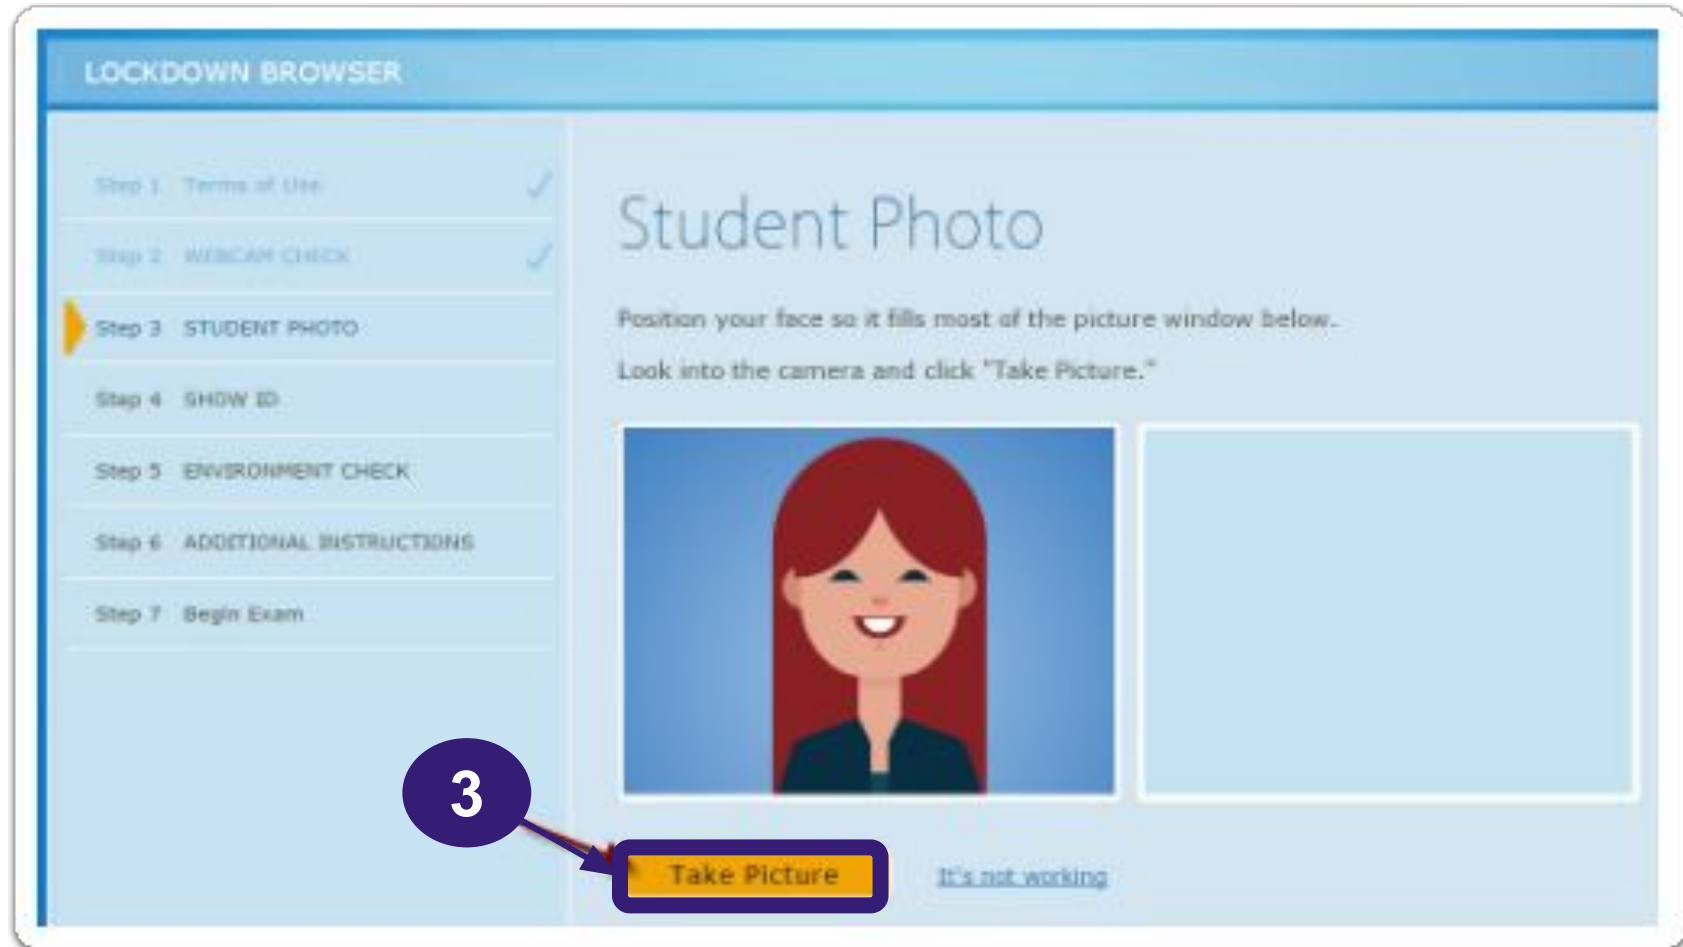 LOCKDOWN BROWSER
Step 1 Terms of Use
Step 2 WEBCAM CHECK
Step 3 STUDENT PHOTO
Step 4 SHOW ID
Step 5 ENVIRONMENT CHECK
Step 6 ADDITIONAL INSTRUCTIONS
Step 7 Begin Exam
Student Photo
Position your face so it fills most of the picture window below.
Look into the camera and click "Take Picture."
3
Take Picture
It's not working